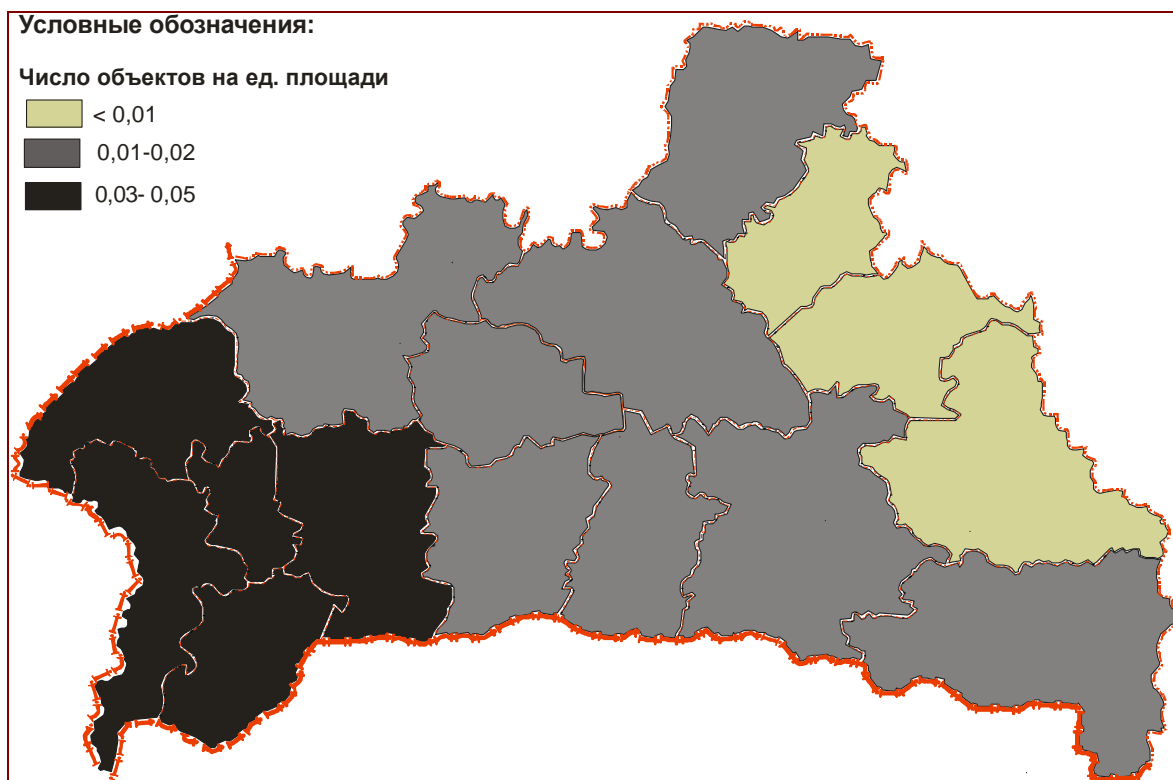 Условные обозначения:
Число объектов на ед. площади
< 0,01
0,01-0,02
0,03- 0,05